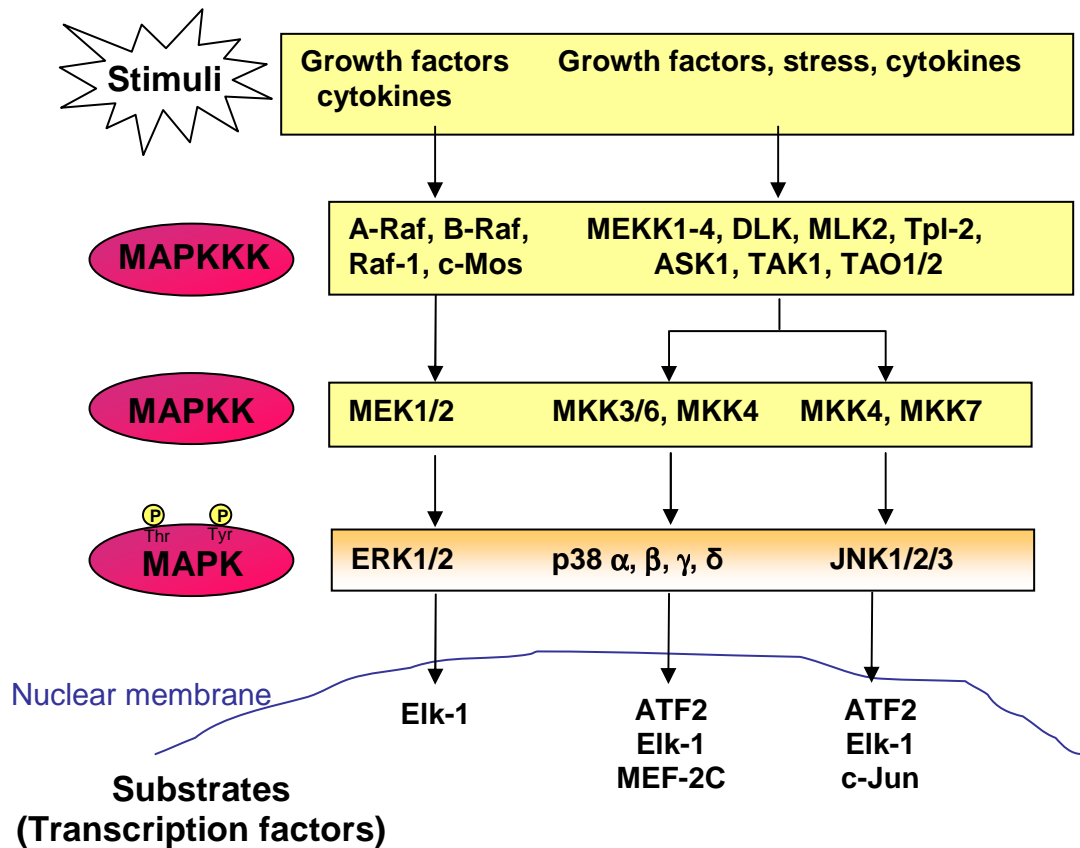 Stimuli
Growth factors
cytokines
Growth factors, stress, cytokines
MAPKKK
A-Raf, B-Raf,
Raf-1, c-Mos
MEKK1-4, DLK, MLK2, Tpl-2,
ASK1, TAK1, TAO1/2
MAPKK
MEK1/2
MKK3/6, MKK4
MKK4, MKK7
P
P
Thr
Tyr
MAPK
ERK1/2
p38 α, β, γ, δ
JNK1/2/3
Nuclear membrane
Elk-1
ATF2
Elk-1
MEF-2C
ATF2
Elk-1
c-Jun
Substrates
(Transcription factors)